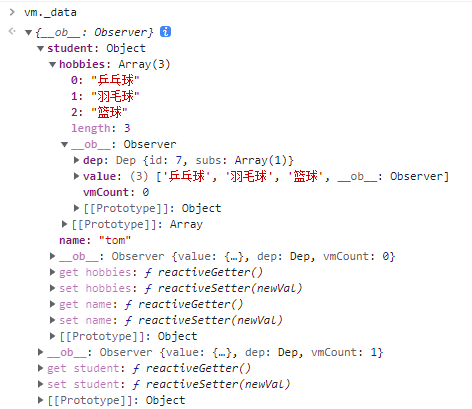 vm._data
{__ob__: Observer}
student: Object
hobbies: Array(3)
0: "乒乓球"
1: "羽毛球"
2: "篮球"
length: 3
__ob__: Observer
dep: Dep {id: 7, subs: Array(1)}
value: (3) ['乒乓球', '羽毛球', '篮球', __ob__: Observer]
vmCount: 0
[[Prototype]]: Object
[[Prototype]]: Array
name: "tom"
__ob__: Observer {value: {…}, dep: Dep, vmCount: 0}
get hobbies: ƒ reactiveGetter()
set hobbies: ƒ reactiveSetter(newVal)
get name: ƒ reactiveGetter()
set name: ƒ reactiveSetter(newVal)
[[Prototype]]: Object
__ob__: Observer {value: {…}, dep: Dep, vmCount: 1}
get student: ƒ reactiveGetter()
set student: ƒ reactiveSetter(newVal)
[[Prototype]]: Object